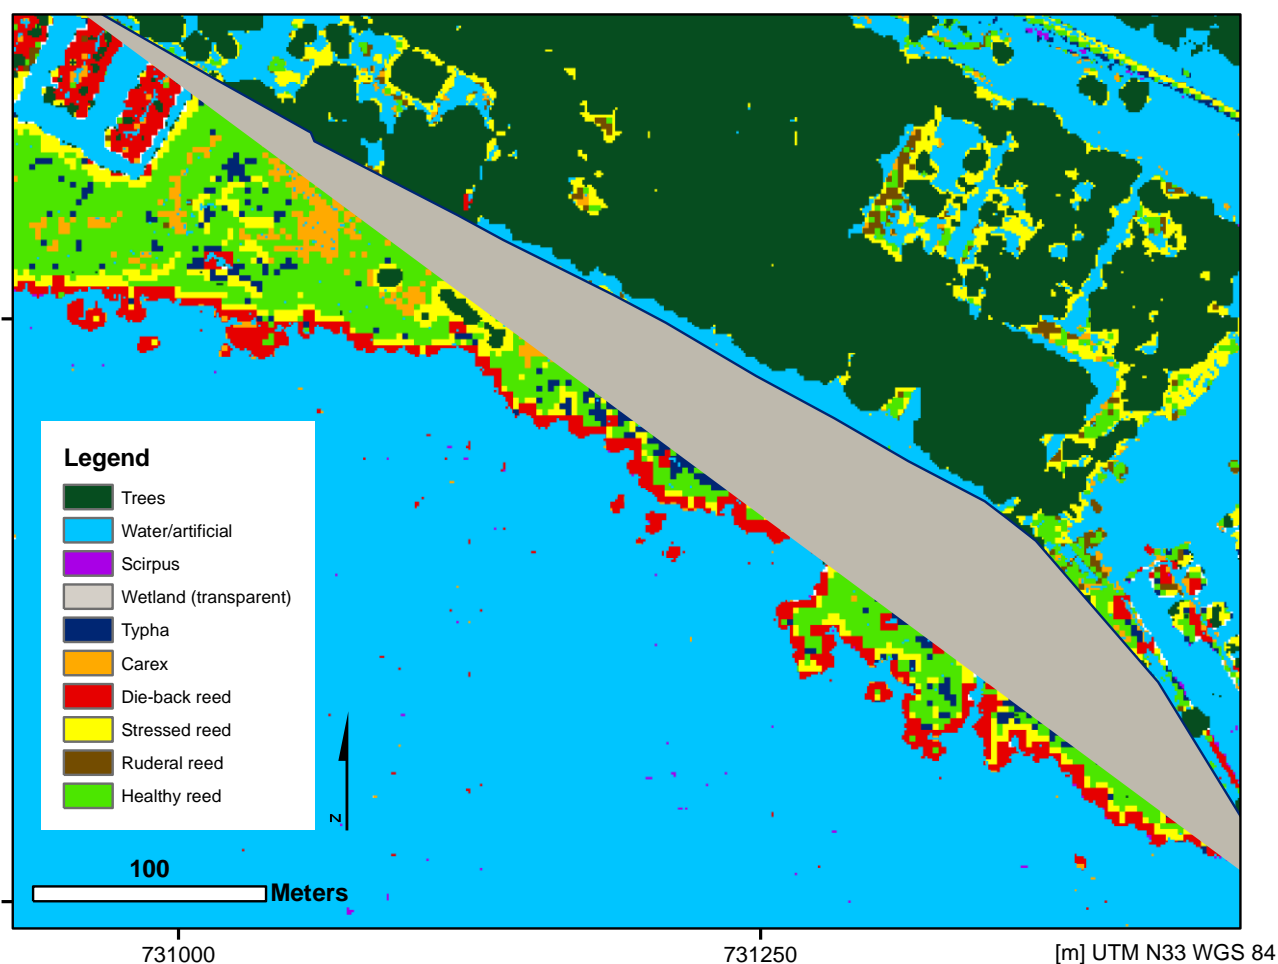 Legend
Trees
Water/artificial
Scirpus
Wetland (transparent)
Typha
Carex
Die-back reed
Stressed reed
Ruderal reed
Healthy reed
N
100
Meters
731000
731250
[m] UTM N33 WGS 84